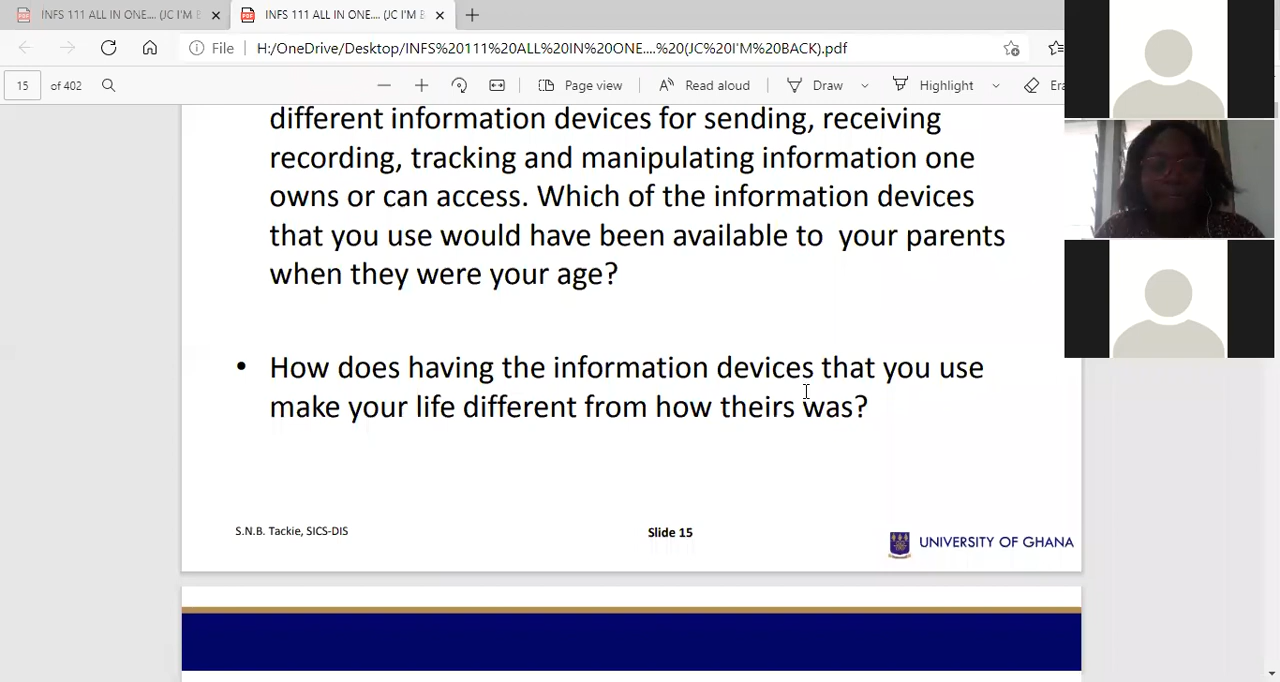 INFS 111 ALL IN ONE.... (JC I'M B
INFS 111 ALL IN ONE.... (JC I'M B
File
H:/OneDrive/Desktop/INFS%20111%20ALL%20IN%20ONE....%20(JC%20I'M%20BACK).pdf
15 of 402
Page view
Read aloud
Draw
Highlight
Era
different information devices for sending, receiving
recording, tracking and manipulating information one
owns or can access. Which of the information devices
that you use would have been available to your parents
when they were your age?
• How does having the information devices that you use
make your life different from how theirs was?
S.N.B. Tackie, SICS-DIS
Slide 15
UNIVERSITY OF GHANA